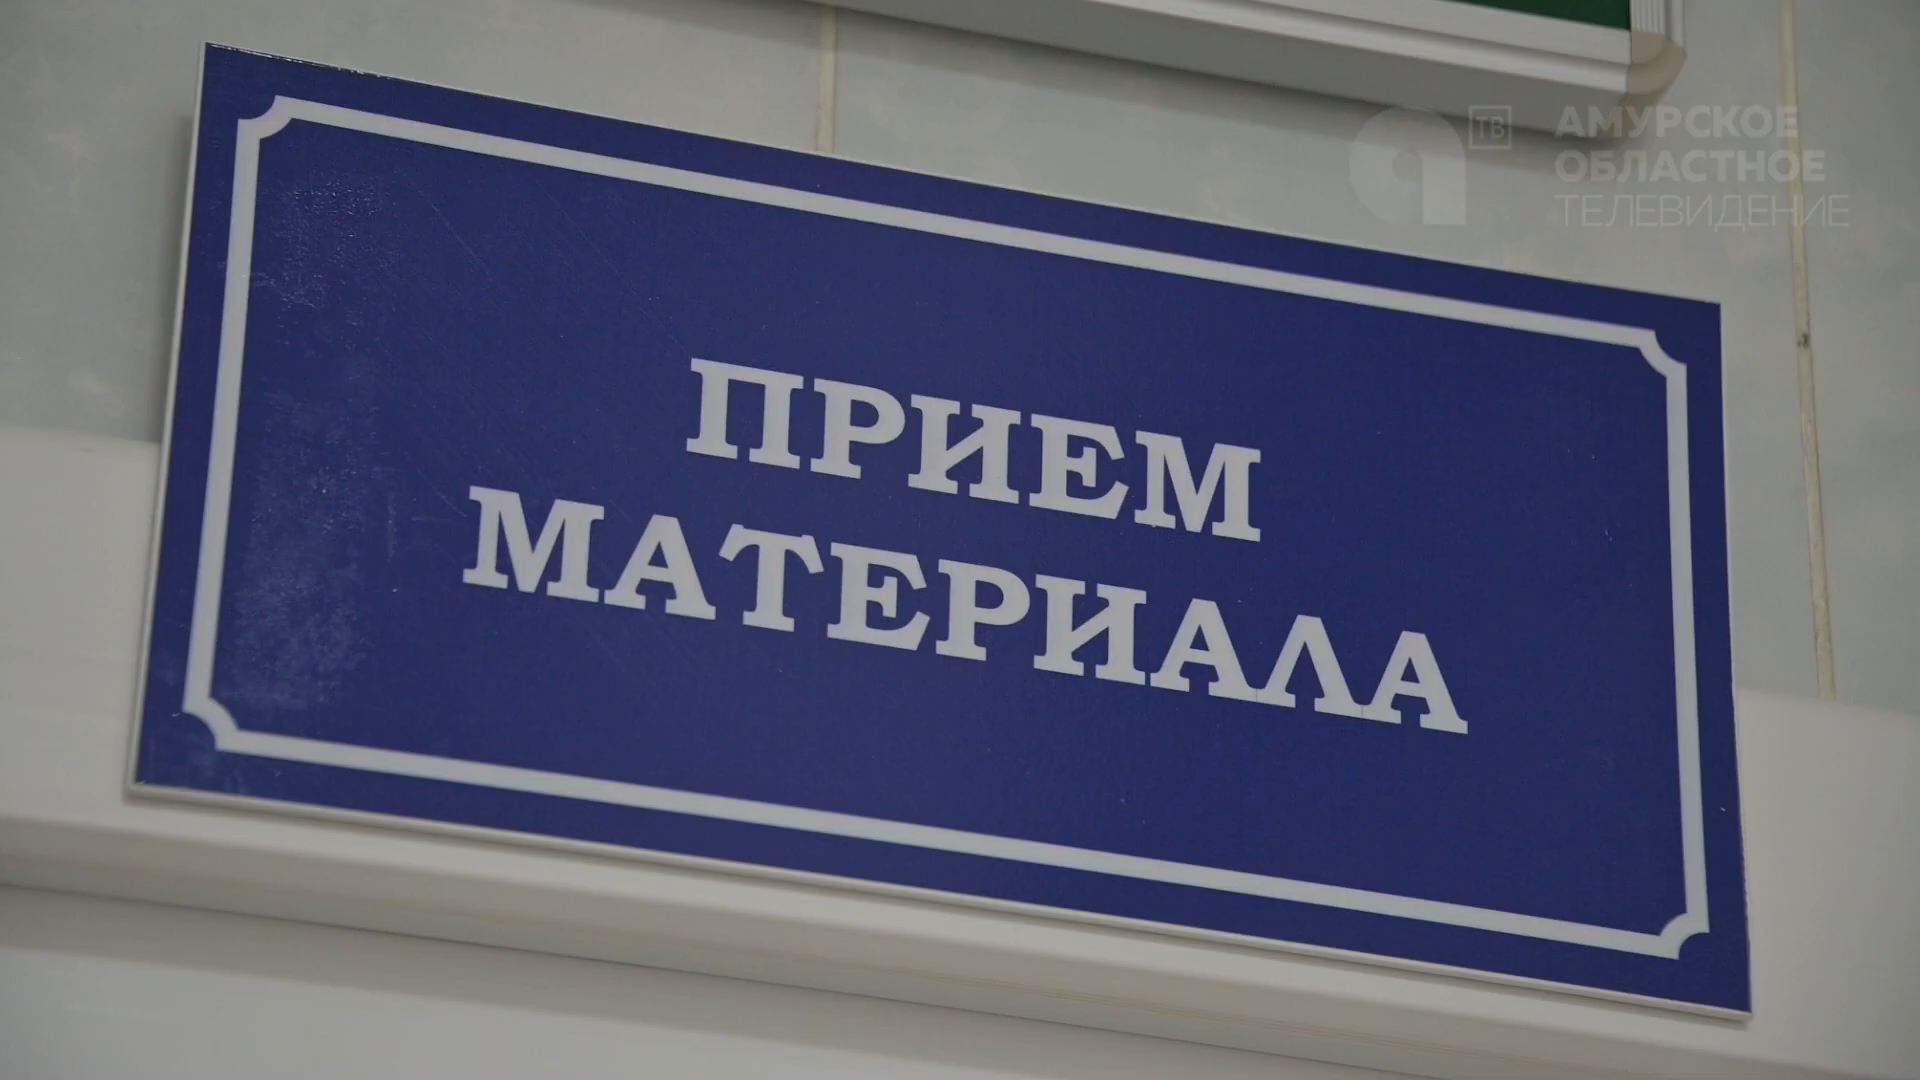 ТВ
АМУРСКОЕ
ОБЛАСТНОЕ
ТЕЛЕВИДЕНИЕ
ПРИЕМ
МАТЕРИАЛА